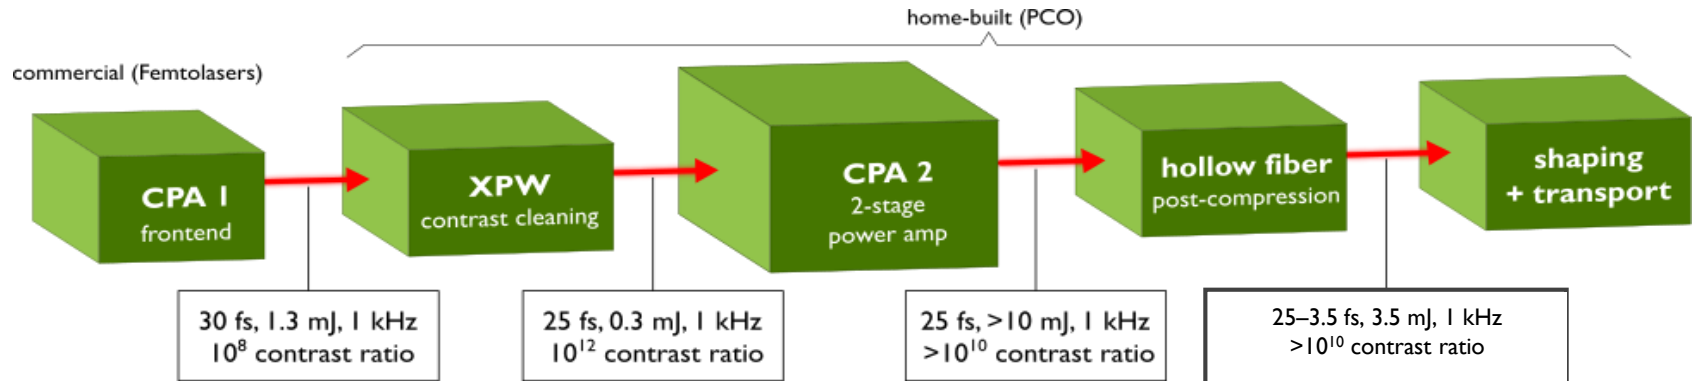 home-built (PCO)
commercial (Femtolasers)
CPA 1
frontend
XPW
contrast cleaning
CPA 2
2-stage
power amp
hollow fiber
post-compression
shaping
+ transport
30 fs, 1.3 mJ, 1 kHz
10⁸ contrast ratio
25 fs, 0.3 mJ, 1 kHz
10¹² contrast ratio
25 fs, >10 mJ, 1 kHz
>10¹⁰ contrast ratio
25–3.5 fs, 3.5 mJ, 1 kHz
>10¹⁰ contrast ratio